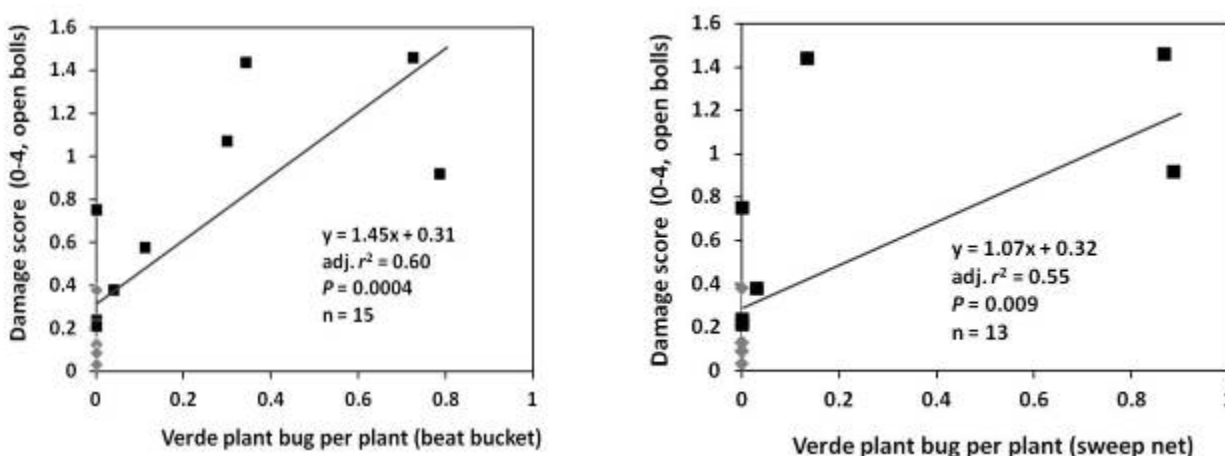 Damage score (0-4, open bolls)
1.6
1.4
1.2
1
0.8
0.6
0.4
0.2
0
y = 1.45x + 0.31
adj. r² = 0.60
P = 0.0004
n = 15
0 0.2 0.4 0.6 0.8 1
Verde plant bug per plant (beat bucket)
Damage score (0-4, open bolls)
1.6
1.4
1.2
1
0.8
0.6
0.4
0.2
0
y = 1.07x + 0.32
adj. r² = 0.55
P = 0.009
n = 13
0 0.2 0.4 0.6 0.8 1
Verde plant bug per plant (sweep net)